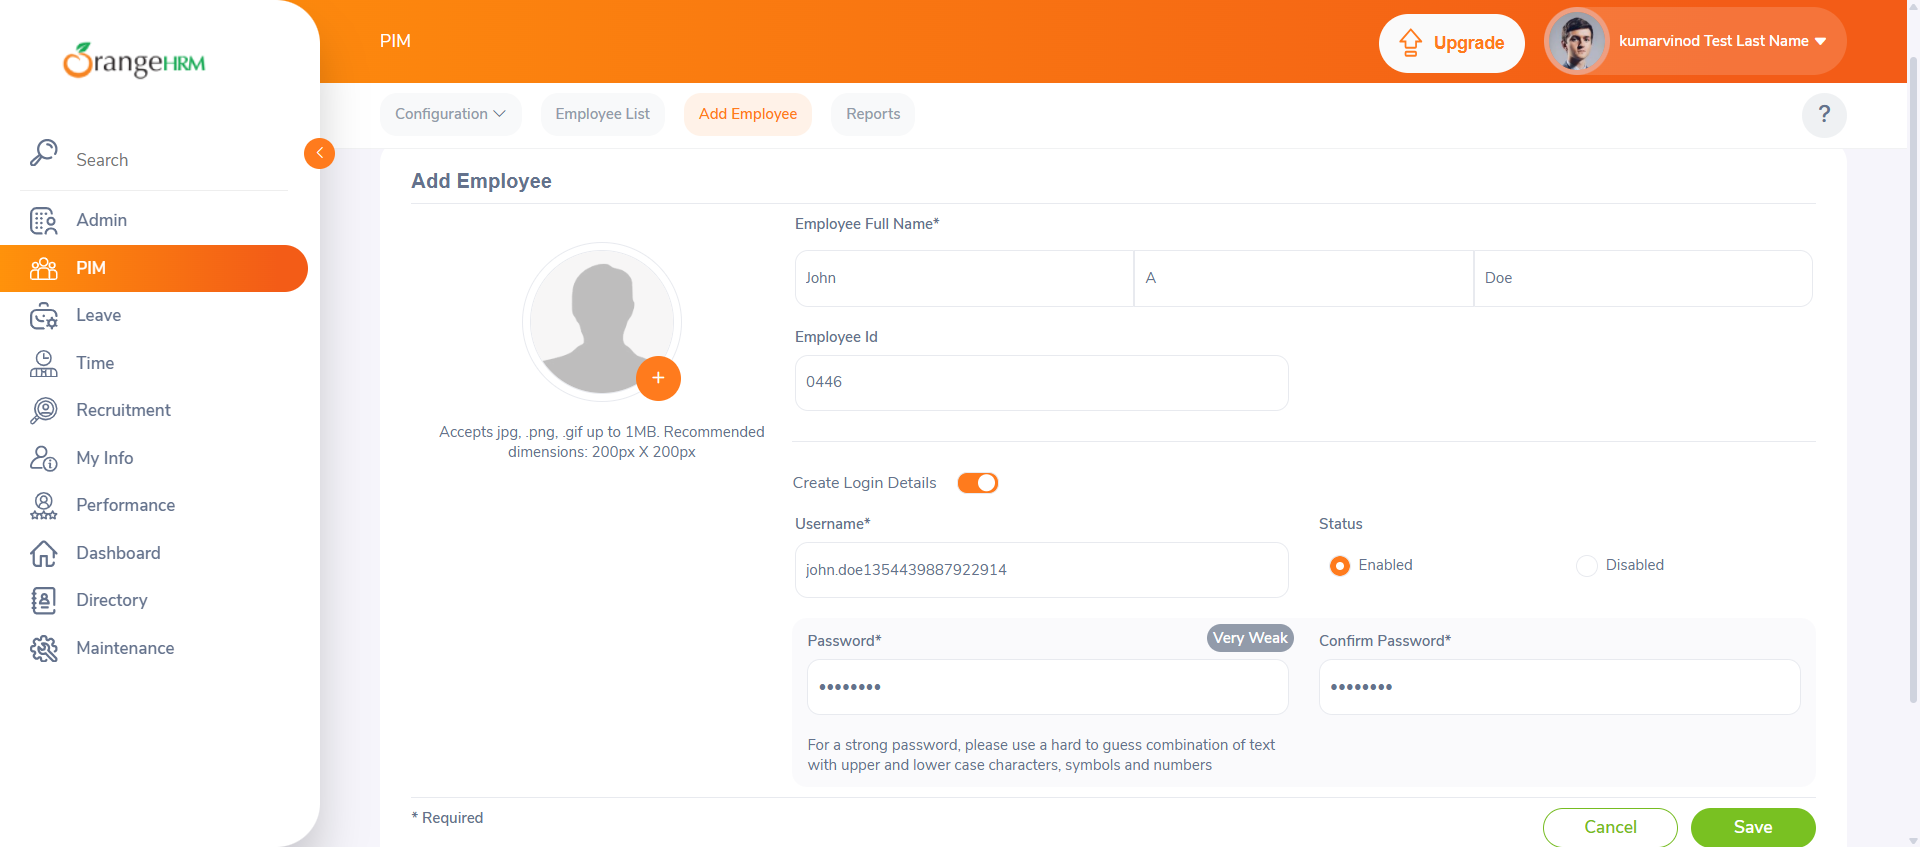 OrangeHRM
PIM
Upgrade
kumarvinod Test Last Name
Configuration
Employee List
Add Employee
Reports
?
Search
Admin
PIM
Leave
Time
Recruitment
My Info
Performance
Dashboard
Directory
Maintenance
Add Employee
Accepts jpg, .png, .gif up to 1MB. Recommended
dimensions: 200px X 200px
Employee Full Name*
John
A
Doe
Employee Id
0446
Create Login Details
Username*
john.doe1354439887922914
Status
Enabled
Disabled
Password*
Very Weak
••••••••
Confirm Password*
••••••••
For a strong password, please use a hard to guess combination of text
with upper and lower case characters, symbols and numbers
* Required
Cancel
Save